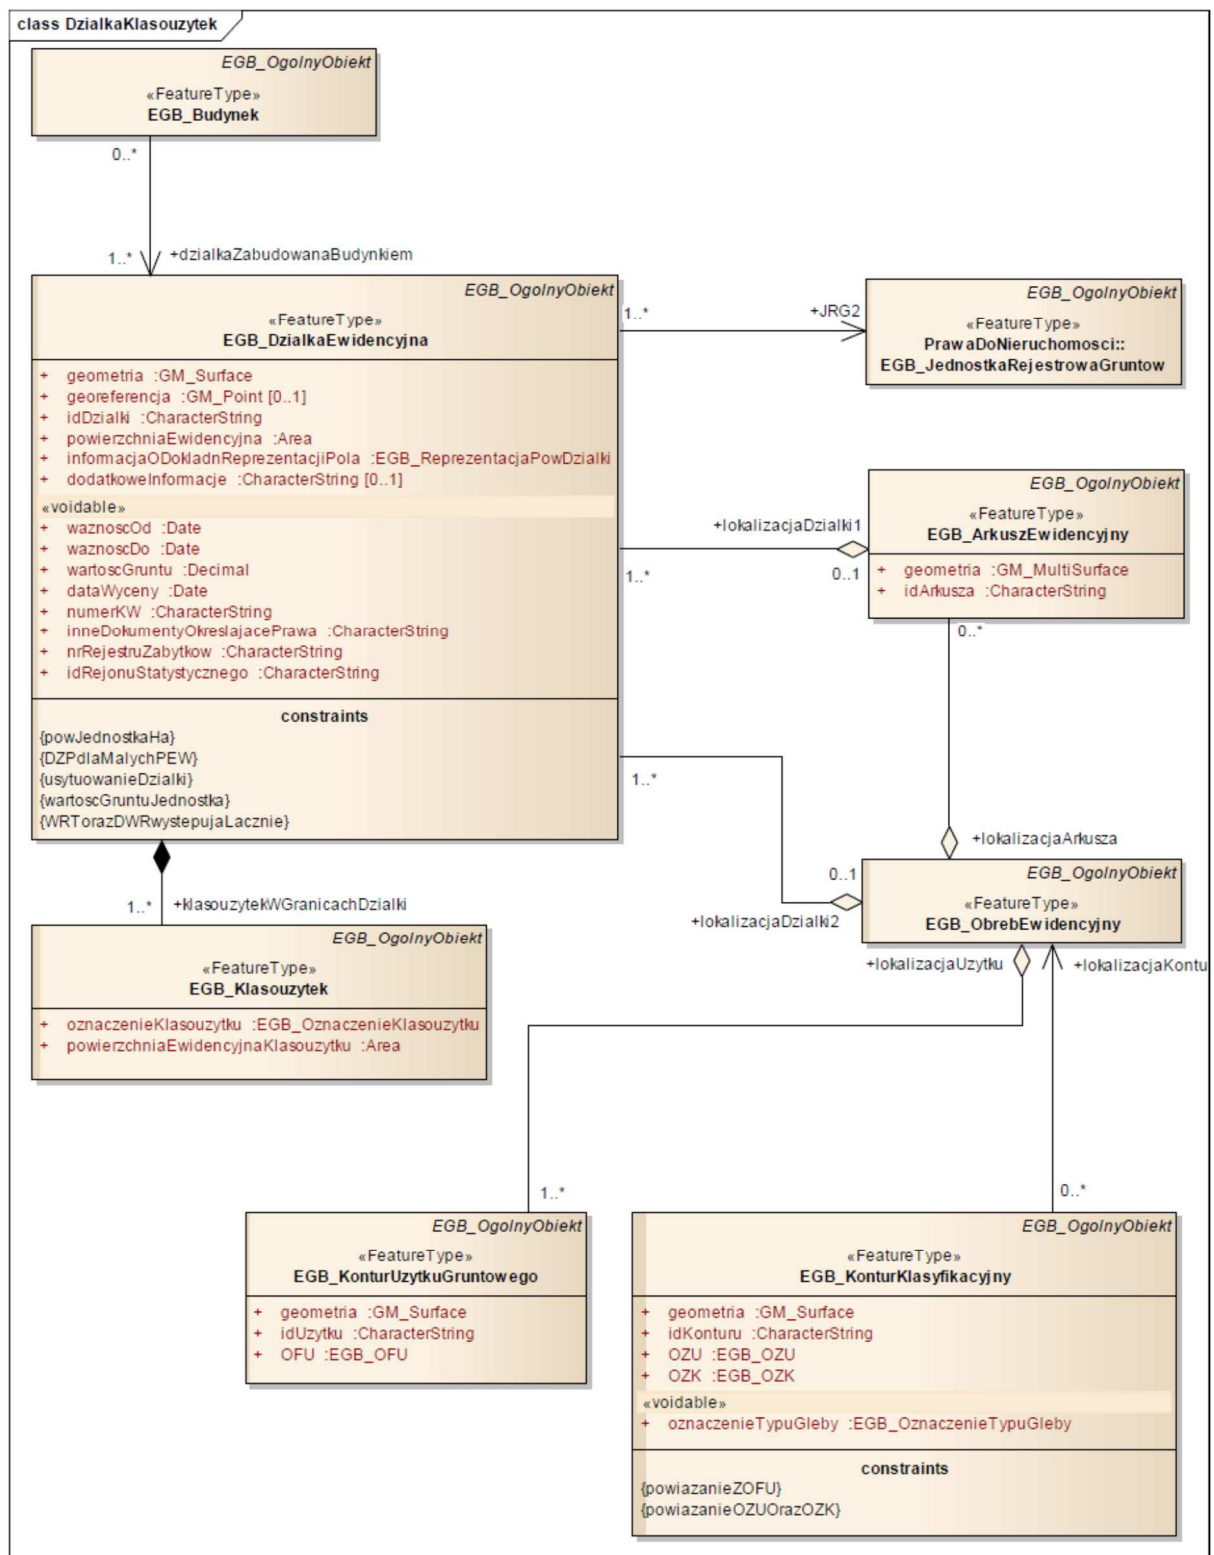 class DzialkaKlasouzytek
EGB_OgolnyObiekt
«FeatureType»
EGB_Budynek
0..*
1..*
+dzialkaZabudowanaBudynkiem
EGB_OgolnyObiekt
«FeatureType»
EGB_DzialkaEwidencyjna
+ geometria :GM_Surface
+ georeferencja :GM_Point [0..1]
+ idDzialki :CharacterString
+ powierzchniaEwidencyjna :Area
+ informacjaODokladnReprezentacjiPola :EGB_ReprezentacjaPowDzialki
+ dodatkoweInformacje :CharacterString [0..1]
«voidable»
+ waznoscOd :Date
+ waznoscDo :Date
+ wartoscGruntu :Decimal
+ dataWyceny :Date
+ numerKW :CharacterString
+ inneDokumentyOkreslajacePrawa :CharacterString
+ nrRejestruZabytkow :CharacterString
+ idRejonuStatystycznego :CharacterString
constraints
{powJednostkaHa}
{DZPdlaMalychPEW}
{usytuowanieDzialki}
{wartoscGruntuJednostka}
{WRTorazDWRwystepujaLacznie}
1..*
+JRG2
EGB_OgolnyObiekt
«FeatureType»
PrawaDoNieruchomosci::
EGB_JednostkaRejestrowaGruntow
+lokalizacjaDzialki1
1..*
0..1
EGB_OgolnyObiekt
«FeatureType»
EGB_ArkuszEwidencyjny
+ geometria :GM_MultiSurface
+ idArkusza :CharacterString
0..*
+lokalizacjaArkusza
1..*
0..1
+lokalizacjaDzialki2
EGB_OgolnyObiekt
«FeatureType»
EGB_ObrebEwidencyjny
+lokalizacjaUzytku
+lokalizacjaKontu
1..*
+klasouzytekWGranicachDzialki
EGB_OgolnyObiekt
«FeatureType»
EGB_Klasouzytek
+ oznaczenieKlasouzytku :EGB_OznaczenieKlasouzytku
+ powierzchniaEwidencyjnaKlasouzytku :Area
1..*
0..*
EGB_OgolnyObiekt
«FeatureType»
EGB_KonturUzytkuGruntowego
+ geometria :GM_Surface
+ idUzytku :CharacterString
+ OFU :EGB_OFU
EGB_OgolnyObiekt
«FeatureType»
EGB_KonturKlasyfikacyjny
+ geometria :GM_Surface
+ idKonturu :CharacterString
+ OZU :EGB_OZU
+ OZK :EGB_OZK
«voidable»
+ oznaczenieTypuGleby :EGB_OznaczenieTypuGleby
constraints
{powiazanieZOFU}
{powiazanieOZUOrazOZK}